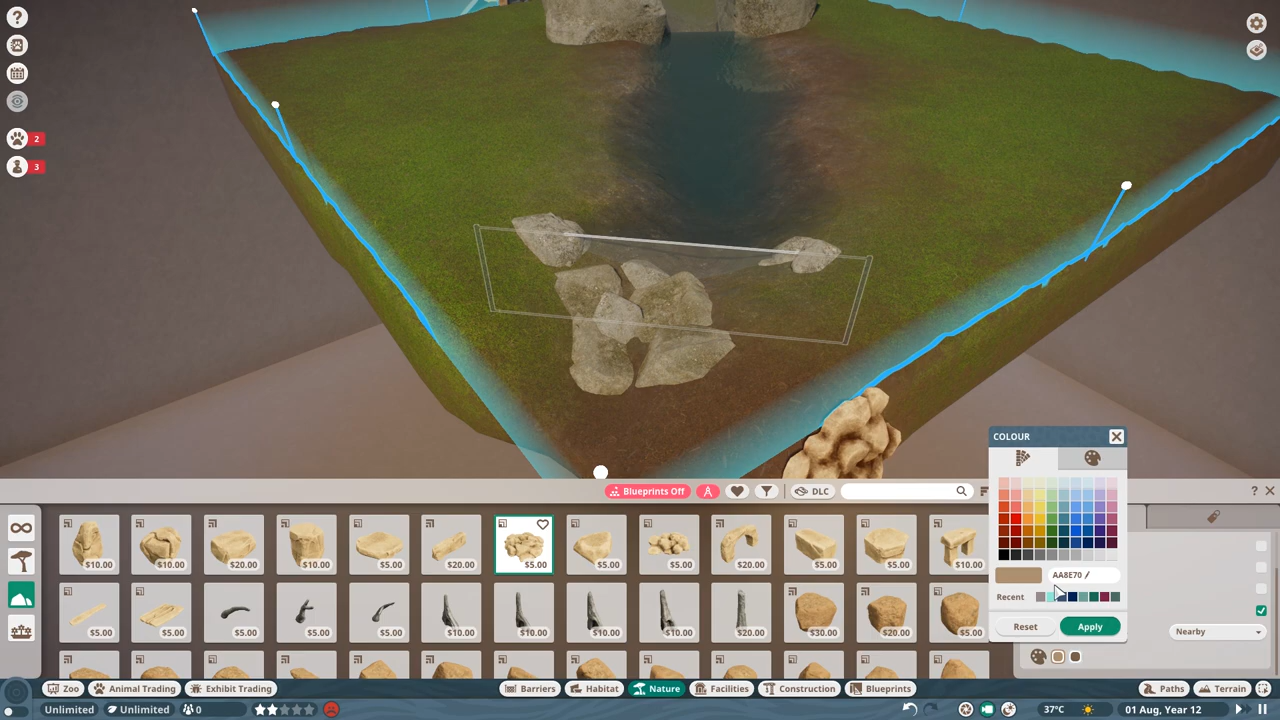 ?
2
3
Blueprints Off
DLC
?
$10.00 $10.00 $20.00 $10.00 $5.00 $20.00 $5.00 $5.00 $5.00 $20.00 $5.00 $5.00 $10.00
$5.00 $5.00 $5.00 $5.00 $5.00 $10.00 $10.00 $10.00 $10.00 $20.00 $30.00 $20.00 $5.00
COLOUR
AA8E70
Recent
Reset Apply
Nearby
Zoo Animal Trading Exhibit Trading Barriers Habitat Nature Facilities Construction Blueprints Paths Terrain
Unlimited Unlimited 0 37°C 01 Aug, Year 12